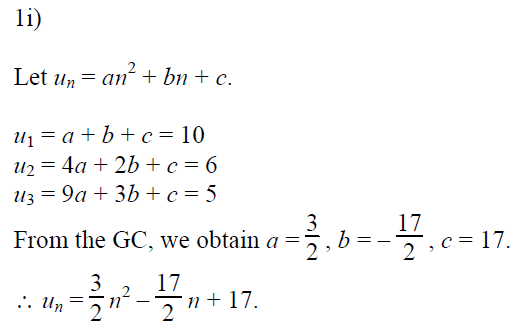 1i)
Let uₙ = an² + bn + c.
u₁ = a + b + c = 10
u₂ = 4a + 2b + c = 6
u₃ = 9a + 3b + c = 5
From the GC, we obtain a = 3/2, b = – 17/2, c = 17.
∴ uₙ = 3/2 n² – 17/2 n + 17.